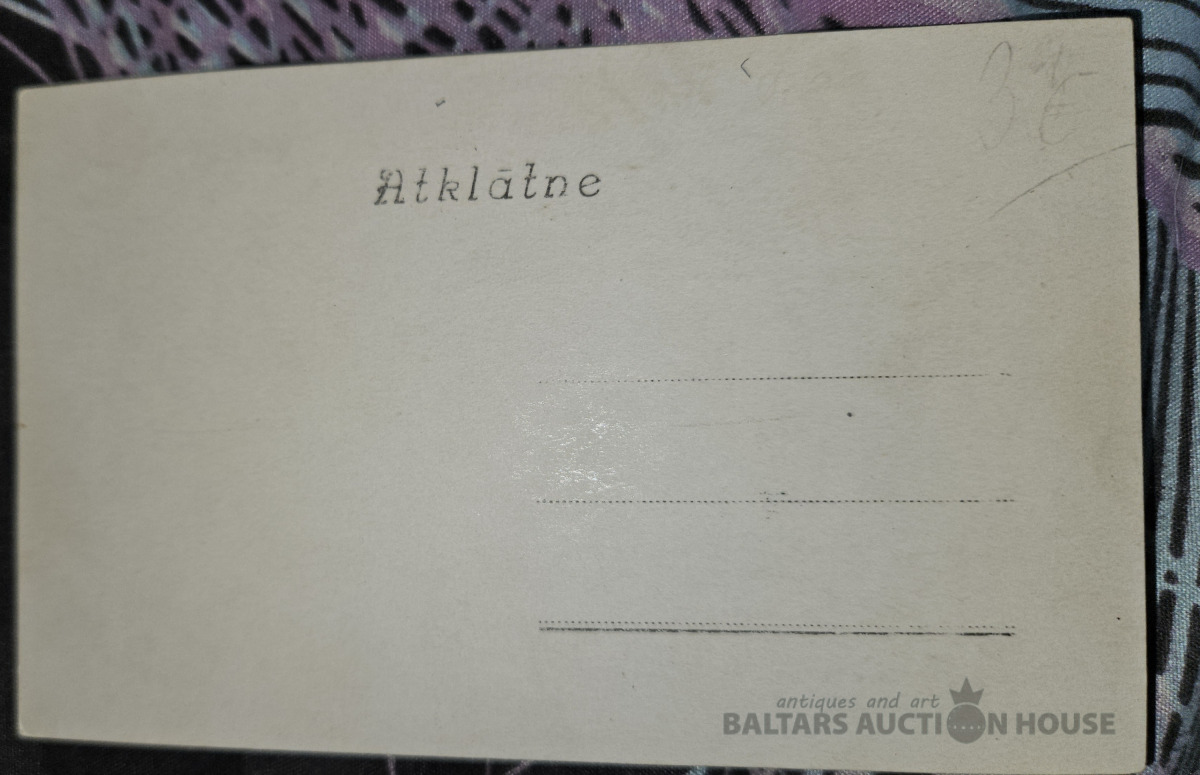 Atklātne
antiques and art
BALTARS AUCTION HOUSE